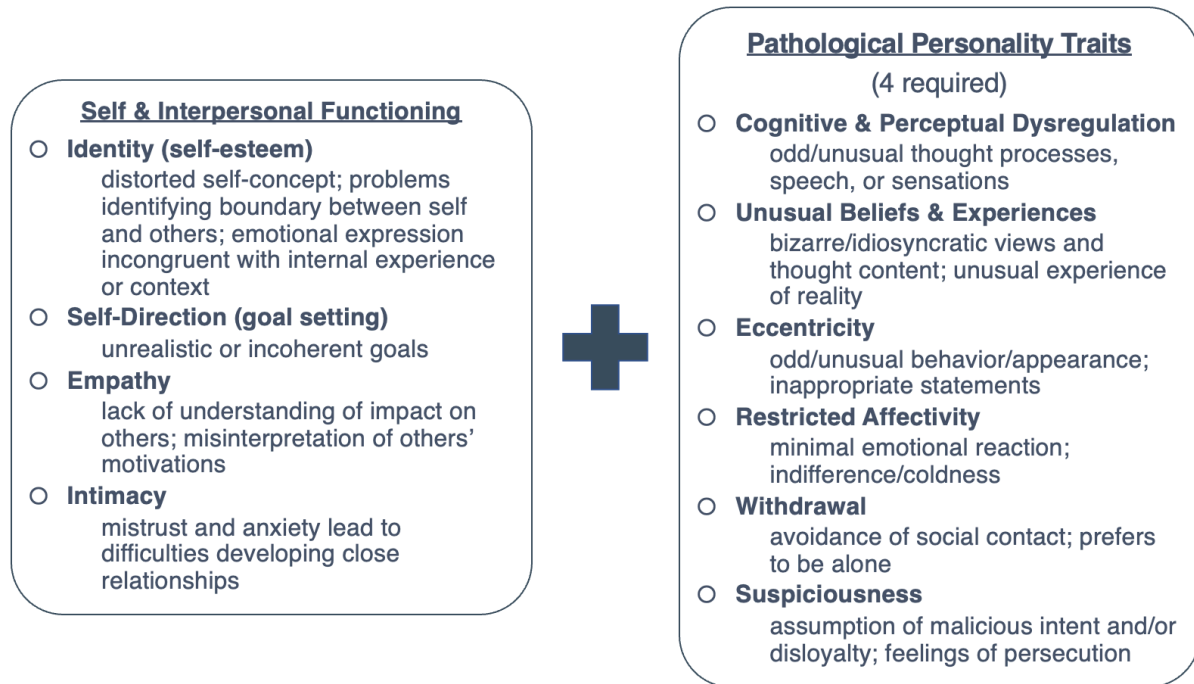 Self & Interpersonal Functioning
Identity (self-esteem)
distorted self-concept; problems
identifying boundary between self
and others; emotional expression
incongruent with internal experience
or context
Self-Direction (goal setting)
unrealistic or incoherent goals
Empathy
lack of understanding of impact on
others; misinterpretation of others’
motivations
Intimacy
mistrust and anxiety lead to
difficulties developing close
relationships
Pathological Personality Traits
(4 required)
Cognitive & Perceptual Dysregulation
odd/unusual thought processes,
speech, or sensations
Unusual Beliefs & Experiences
bizarre/idiosyncratic views and
thought content; unusual experience
of reality
Eccentricity
odd/unusual behavior/appearance;
inappropriate statements
Restricted Affectivity
minimal emotional reaction;
indifference/coldness
Withdrawal
avoidance of social contact; prefers
to be alone
Suspiciousness
assumption of malicious intent and/or
disloyalty; feelings of persecution